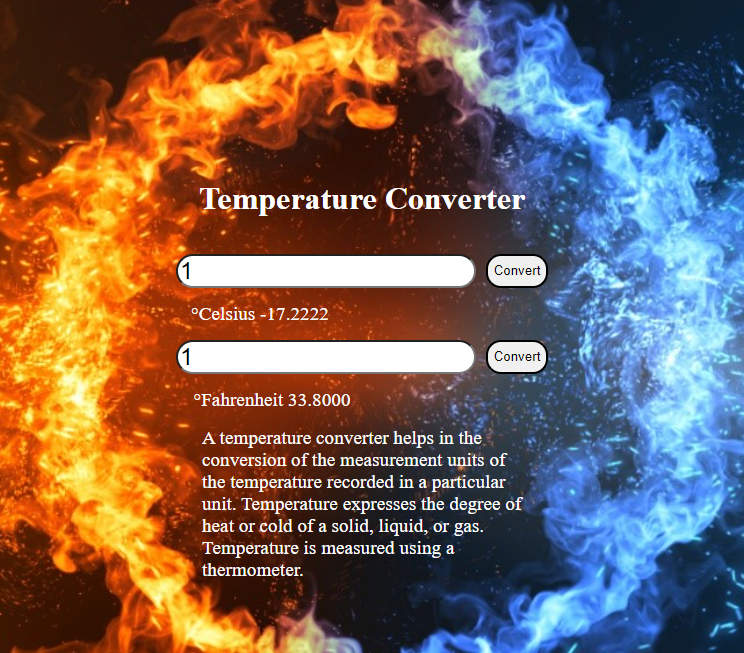 Temperature Converter
1 Convert
°Celsius -17.2222
1 Convert
°Fahrenheit 33.8000
A temperature converter helps in the
conversion of the measurement units of
the temperature recorded in a particular
unit. Temperature expresses the degree of
heat or cold of a solid, liquid, or gas.
Temperature is measured using a
thermometer.